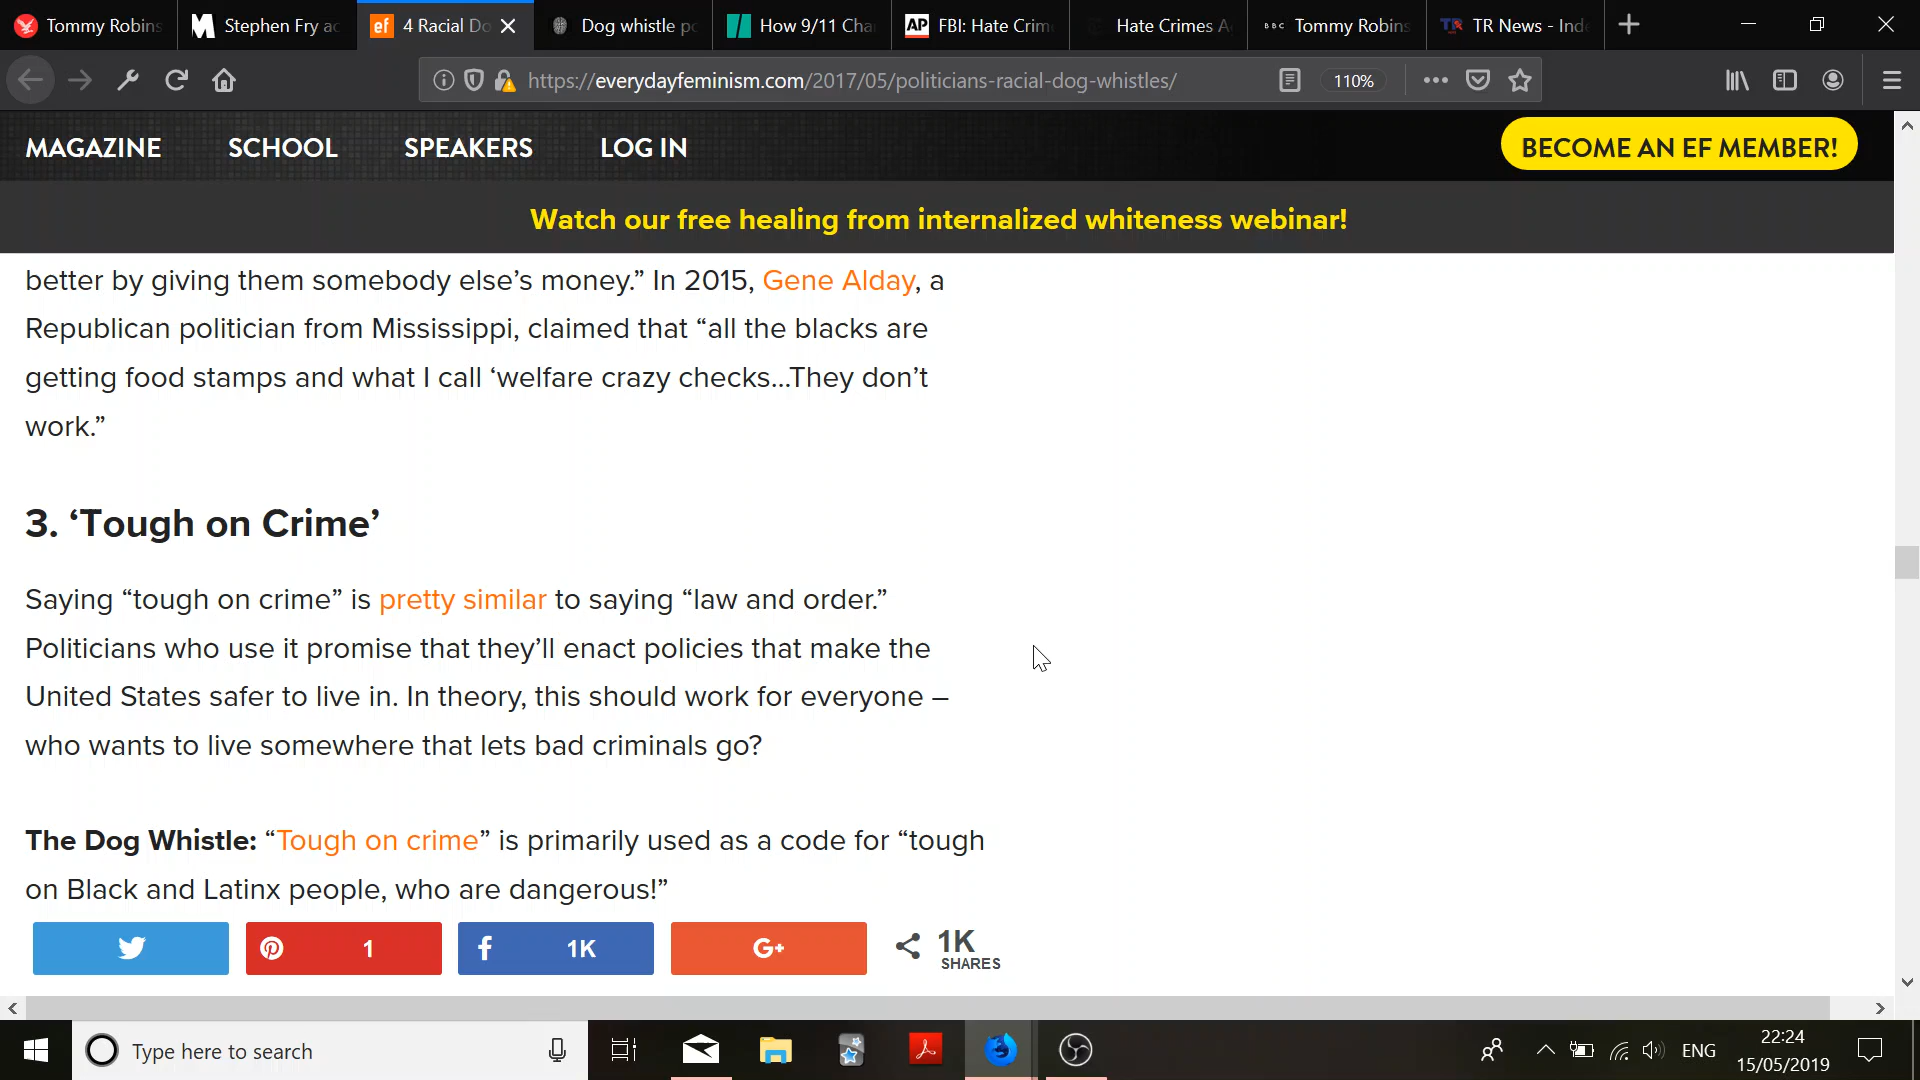 Tommy Robins
Stephen Fry ac
4 Racial Do
Dog whistle po
How 9/11 Cha
AP
FBI: Hate Crim
Hate Crimes A
BBC
Tommy Robins
TR
TR News - Inde
https://everydayfeminism.com/2017/05/politicians-racial-dog-whistles/
110%
MAGAZINE
SCHOOL
SPEAKERS
LOG IN
BECOME AN EF MEMBER!
Watch our free healing from internalized whiteness webinar!
better by giving them somebody else’s money.” In 2015, Gene Alday, a
Republican politician from Mississippi, claimed that “all the blacks are
getting food stamps and what I call ‘welfare crazy checks…They don’t
work.”
3. ‘Tough on Crime’
Saying “tough on crime” is pretty similar to saying “law and order.”
Politicians who use it promise that they’ll enact policies that make the
United States safer to live in. In theory, this should work for everyone –
who wants to live somewhere that lets bad criminals go?
The Dog Whistle: “Tough on crime” is primarily used as a code for “tough
on Black and Latinx people, who are dangerous!”
1
1K
G+
1K
SHARES
Type here to search
ENG
22:24
15/05/2019